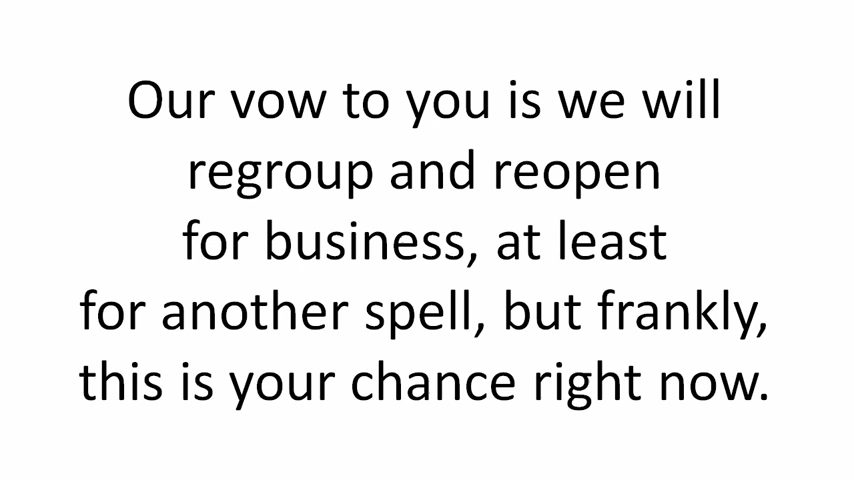 Our vow to you is we will
regroup and reopen
for business, at least
for another spell, but frankly,
this is your chance right now.